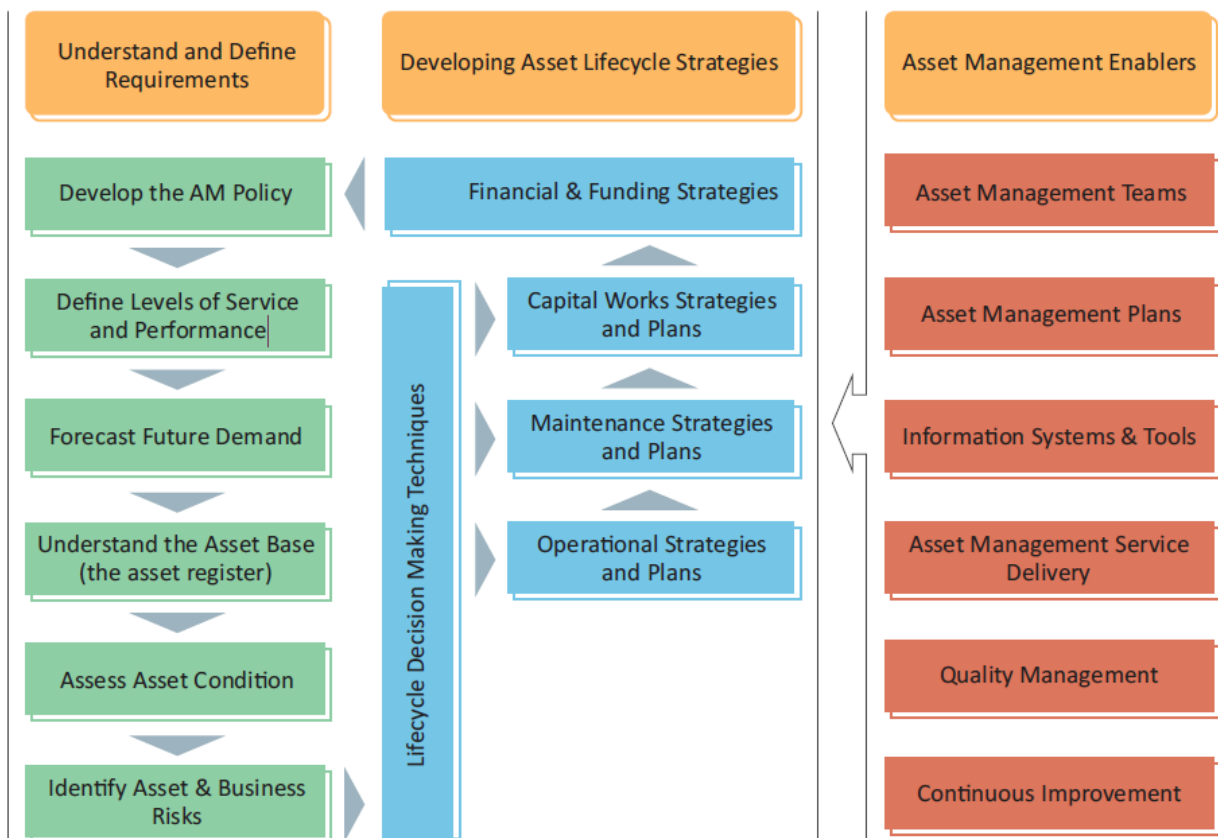 Understand and Define
Requirements
Developing Asset Lifecycle Strategies
Asset Management Enablers
Develop the AM Policy
Define Levels of Service
and Performance
Forecast Future Demand
Understand the Asset Base
(the asset register)
Assess Asset Condition
Identify Asset & Business
Risks
Lifecycle Decision Making Techniques
Financial & Funding Strategies
Capital Works Strategies
and Plans
Maintenance Strategies
and Plans
Operational Strategies
and Plans
Asset Management Teams
Asset Management Plans
Information Systems & Tools
Asset Management Service
Delivery
Quality Management
Continuous Improvement